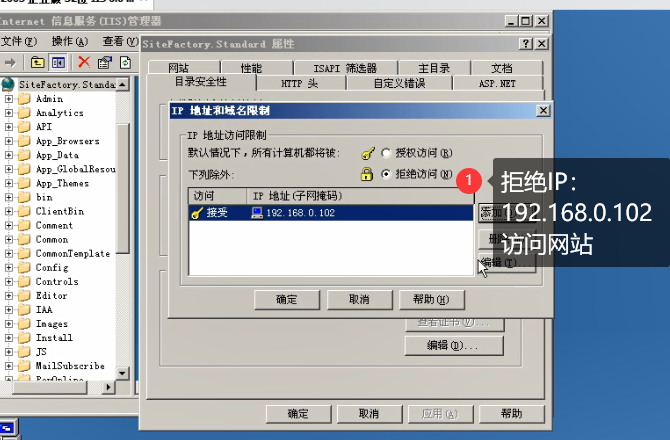 Internet 信息服务(IIS)管理器
文件(F) 操作(A) 查看(V)
SiteFactory.Standa
Admin
Analytics
API
App_Browsers
App_Data
App_GlobalResou
App_Themes
bin
ClientBin
Comment
Common
CommonTemplate
Config
Controls
Editor
IAA
Images
Install
JS
MailSubscribe
PayOnline
SiteFactory.Standard 属性
网站 性能 ISAPI 筛选器 主目录 文档
目录安全性 HTTP 头 自定义错误 ASP.NET
IP 地址和域名限制
IP 地址访问限制
默认情况下，所有计算机都将被: 授权访问(R)
下列除外: 拒绝访问(N)
访问 IP 地址(子网掩码)
接受 192.168.0.102
添加
编辑(T)...
确定 取消 帮助(H)
1
拒绝IP:
192.168.0.102
访问网站
查看证书(V)...
编辑(D)...
确定 取消 应用(A) 帮助